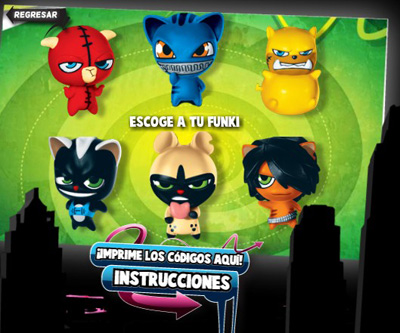 REGRESAR
ESCOGE A TU FUNKI
¡IMPRIME LOS CÓDIGOS AQUÍ!
INSTRUCCIONES